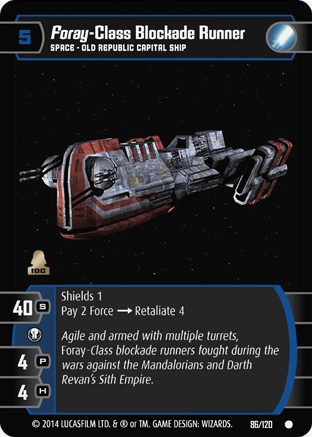 5
Foray-Class Blockade Runner
SPACE - OLD REPUBLIC CAPITAL SHIP
IDC
40 S
Shields 1
Pay 2 Force → Retaliate 4
4 P
4 H
Agile and armed with multiple turrets,
Foray-Class blockade runners fought during the
wars against the Mandalorians and Darth
Revan's Sith Empire.
© 2014 LUCASFILM LTD. & ® or TM. GAME DESIGN: WIZARDS.
86/120